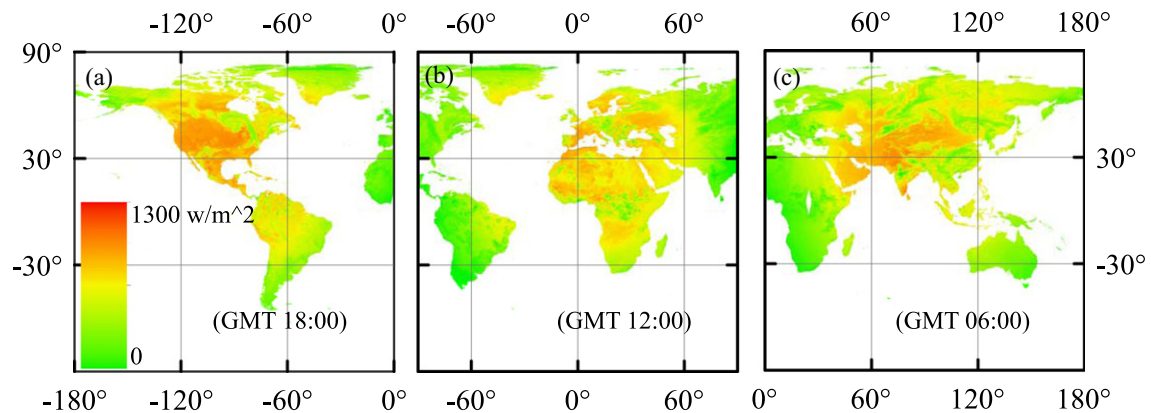 -120° -60° 0° -60° 0° 60° 60° 120° 180°
90° (a) (b) (c)
30° 30°
1300 w/m^2
-30° -30°
(GMT 18:00) (GMT 12:00) (GMT 06:00)
0
-180° -120° -60° 0° -60° 0° 60° 0° 60° 120° 180°